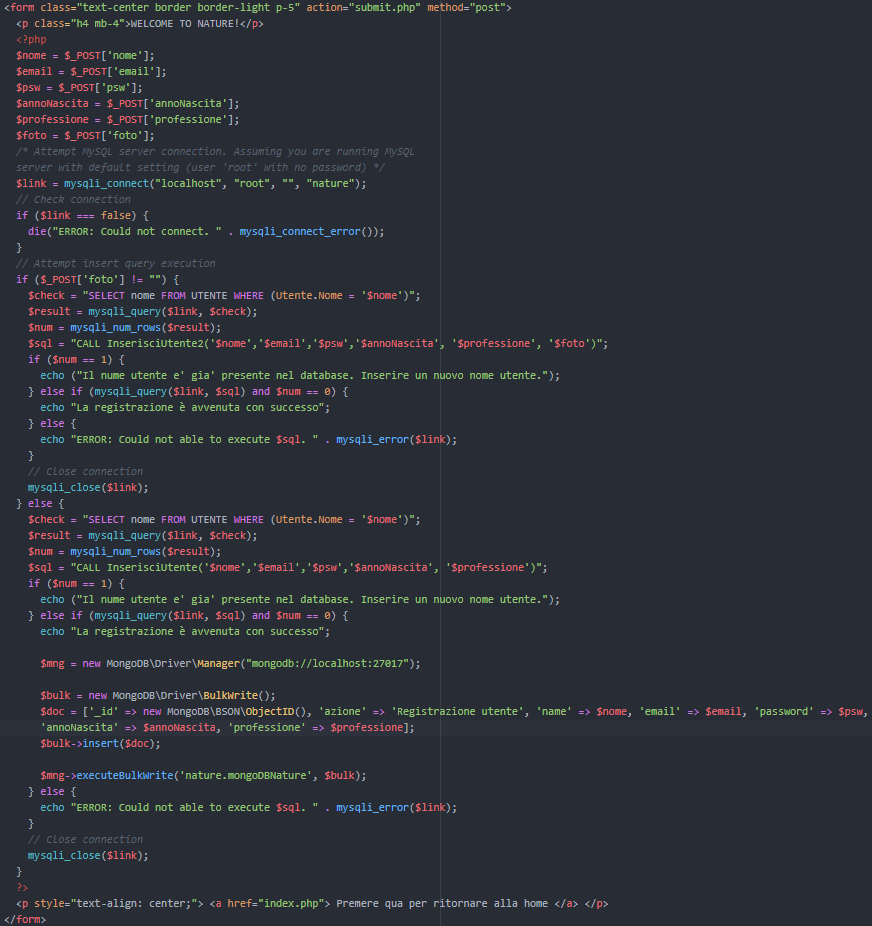 <form class="text-center border border-light p-5" action="submit.php" method="post">
<p class="h4 mb-4">WELCOME TO NATURE!</p>
<?php
$nome = $_POST['nome'];
$email = $_POST['email'];
$psw = $_POST['psw'];
$annoNascita = $_POST['annoNascita'];
$professione = $_POST['professione'];
$foto = $_POST['foto'];
/* Attempt MySQL server connection. Assuming you are running MySQL
server with default setting (user 'root' with no password) */
$link = mysqli_connect("localhost", "root", "", "nature");
// Check connection
if ($link === false) {
die("ERROR: Could not connect. " . mysqli_connect_error());
}
// Attempt insert query execution
if ($_POST['foto'] != "") {
$check = "SELECT nome FROM UTENTE WHERE (Utente.Nome = '$nome')";
$result = mysqli_query($link, $check);
$num = mysqli_num_rows($result);
$sql = "CALL InserisciUtente2('$nome','$email','$psw','$annoNascita', '$professione', '$foto')";
if ($num == 1) {
echo ("Il nume utente e' gia' presente nel database. Inserire un nuovo nome utente.");
} else if (mysqli_query($link, $sql) and $num == 0) {
echo "La registrazione è avvenuta con successo";
} else {
echo "ERROR: Could not able to execute $sql. " . mysqli_error($link);
}
// Close connection
mysqli_close($link);
} else {
$check = "SELECT nome FROM UTENTE WHERE (Utente.Nome = '$nome')";
$result = mysqli_query($link, $check);
$num = mysqli_num_rows($result);
$sql = "CALL InserisciUtente('$nome','$email','$psw','$annoNascita', '$professione')";
if ($num == 1) {
echo ("Il nume utente e' gia' presente nel database. Inserire un nuovo nome utente.");
} else if (mysqli_query($link, $sql) and $num == 0) {
echo "La registrazione è avvenuta con successo";
$mng = new MongoDB\Driver\Manager("mongodb://localhost:27017");
$bulk = new MongoDB\Driver\BulkWrite();
$doc = ['_id' => new MongoDB\BSON\ObjectID(), 'azione' => 'Registrazione utente', 'name' => $nome, 'email' => $email, 'password' => $psw,
'annoNascita' => $annoNascita, 'professione' => $professione];
$bulk->insert($doc);
$mng->executeBulkWrite('nature.mongoDBNature', $bulk);
} else {
echo "ERROR: Could not able to execute $sql. " . mysqli_error($link);
}
// Close connection
mysqli_close($link);
}
?>
<p style="text-align: center;"> <a href="index.php"> Premere qua per ritornare alla home </a> </p>
</form>